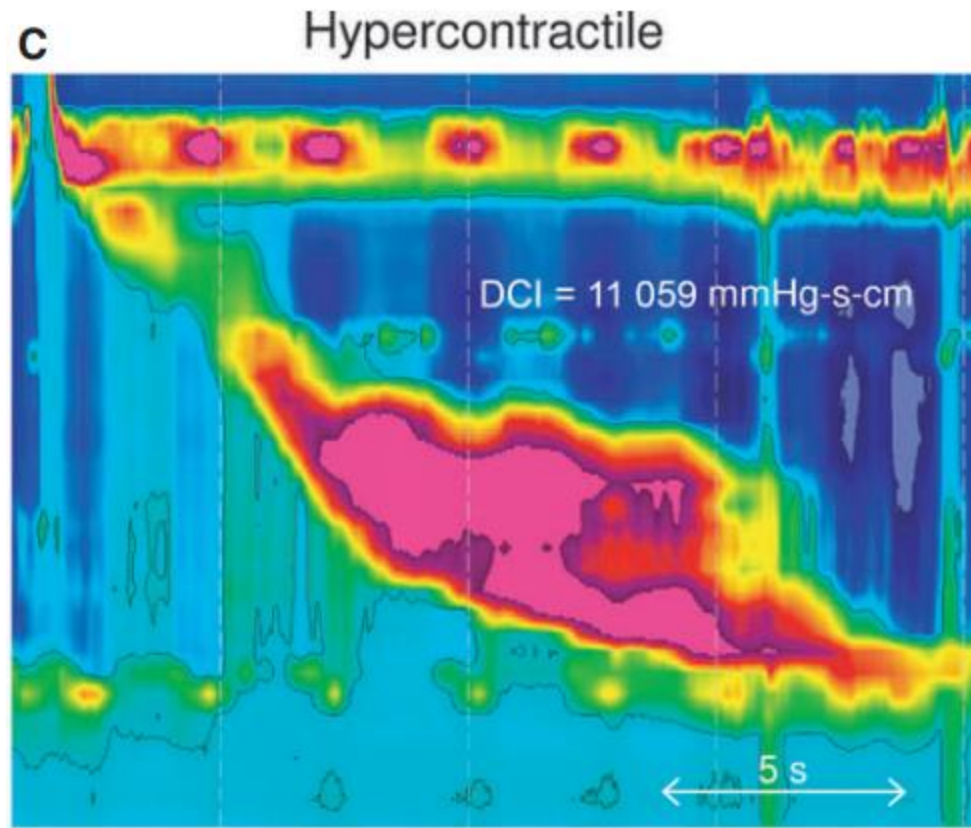 C
Hypercontractile
DCI = 11 059 mmHg-s-cm
5 s